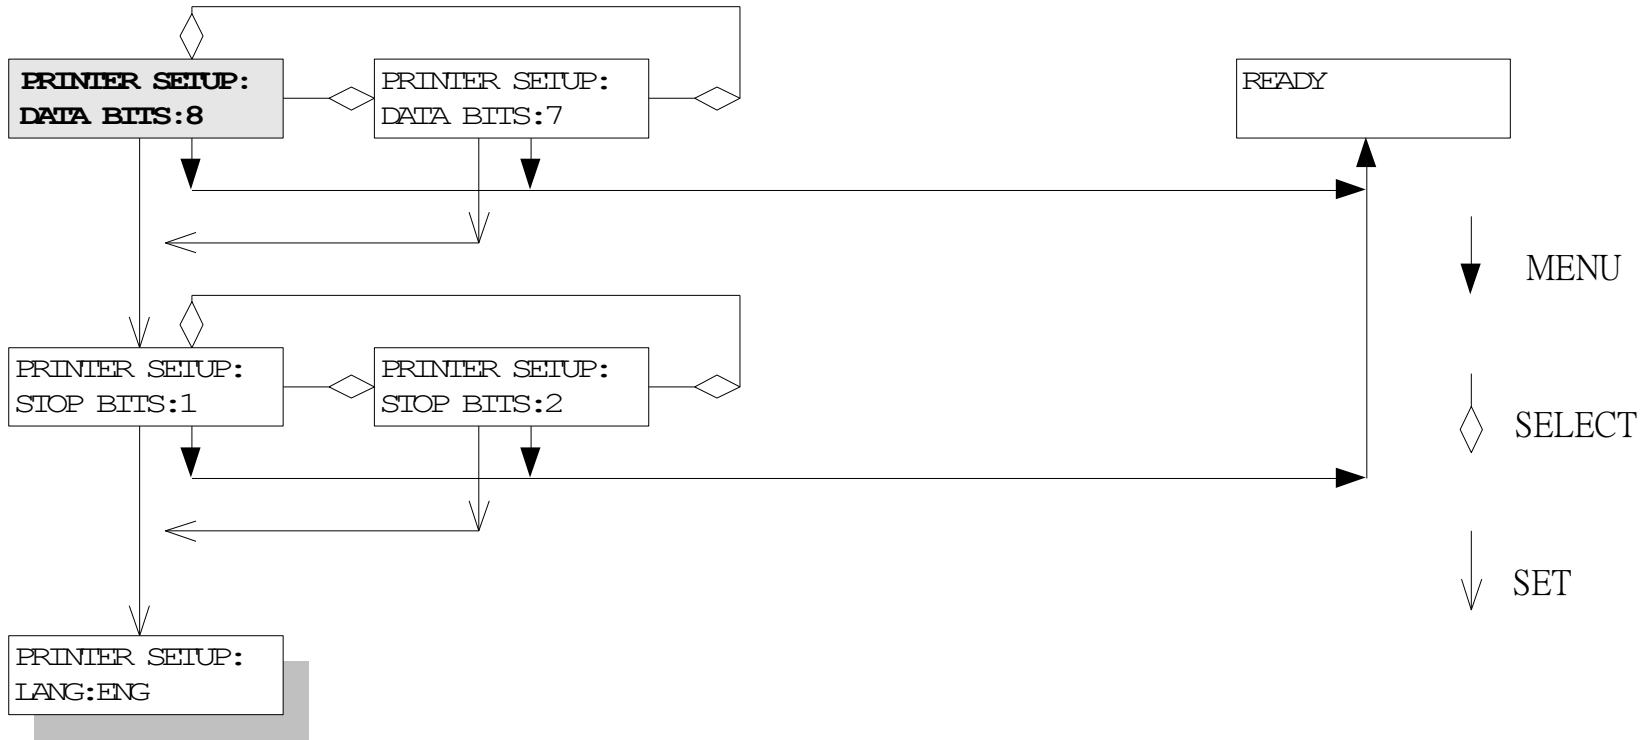 PRINTER SETUP:
DATA BITS:8
PRINTER SETUP:
DATA BITS:7
READY
MENU
PRINTER SETUP:
STOP BITS:1
PRINTER SETUP:
STOP BITS:2
SELECT
SET
PRINTER SETUP:
LANG:ENG